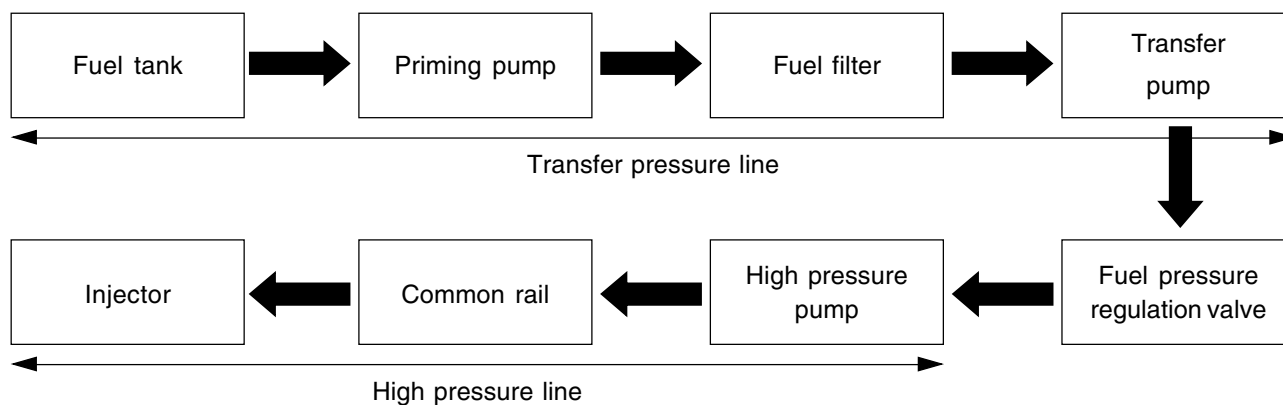 Fuel tank
Priming pump
Fuel filter
Transfer
pump
Transfer pressure line
Injector
Common rail
High pressure
pump
Fuel pressure
regulation valve
High pressure line